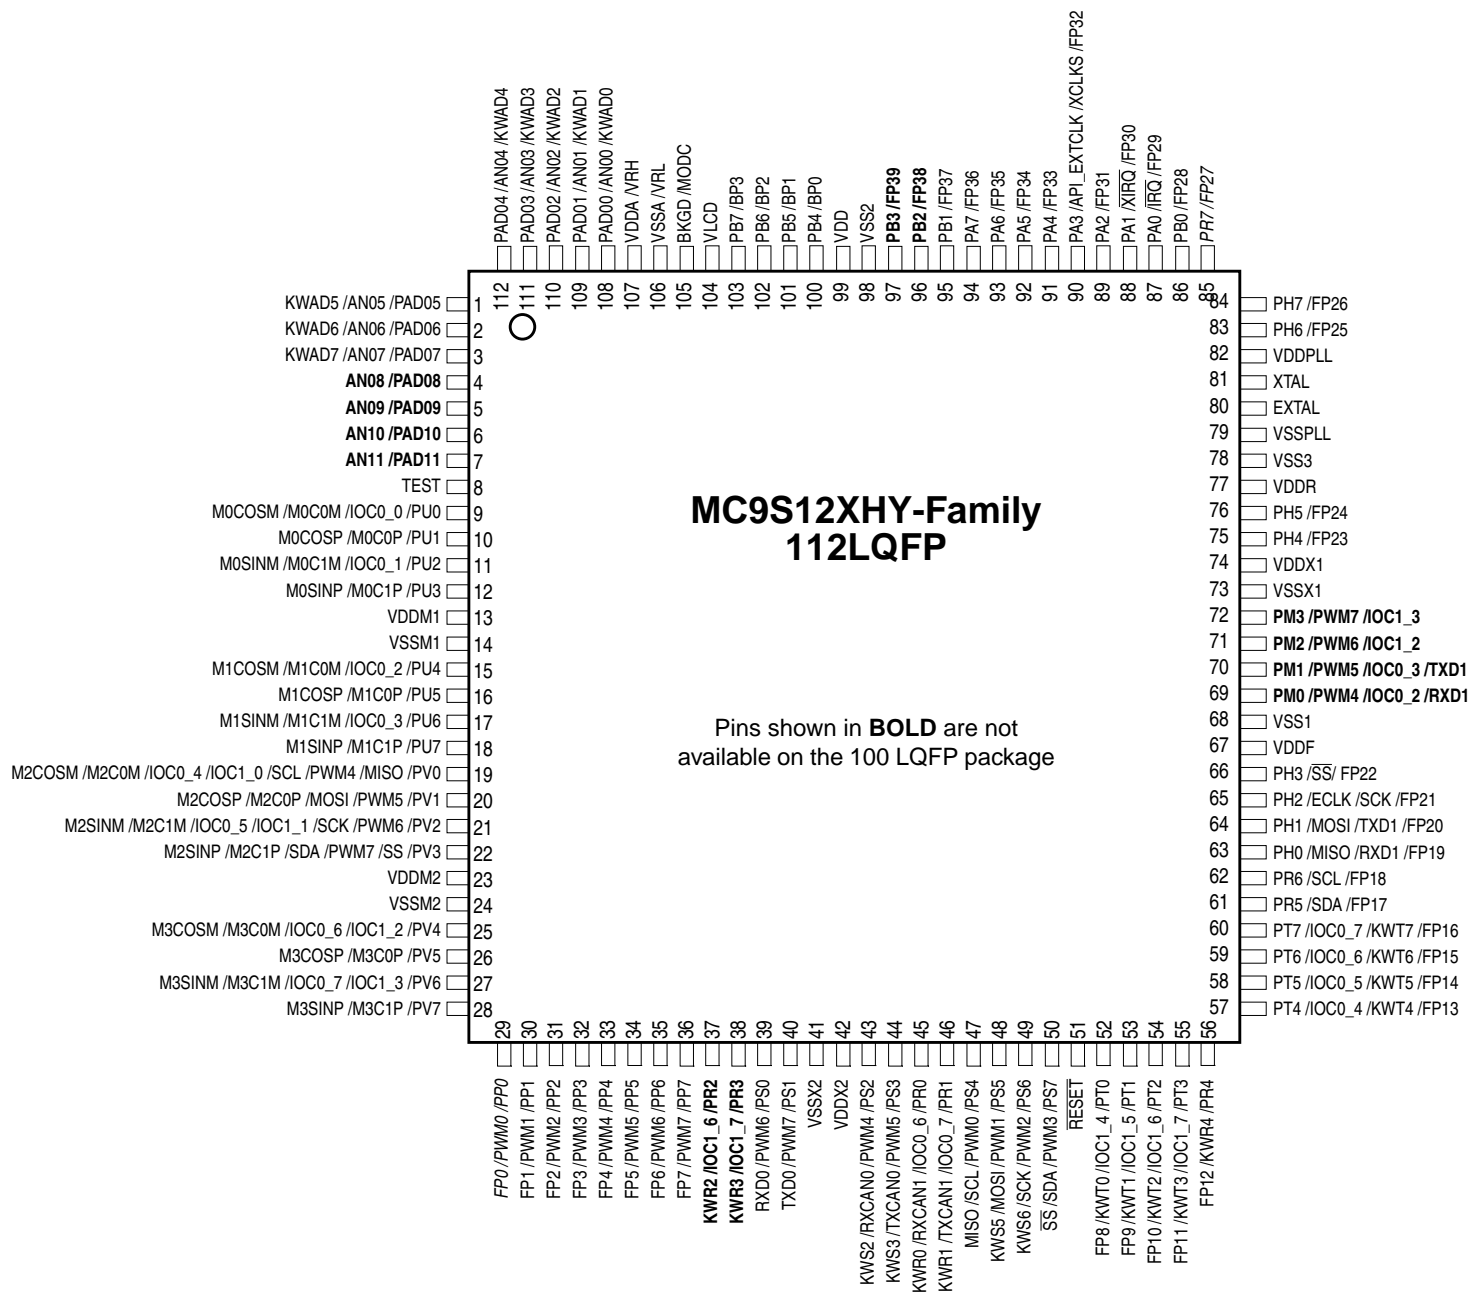 PAD04 /AN04 /KWAD4
PAD03 /AN03 /KWAD3
PAD02 /AN02 /KWAD2
PAD01 /AN01 /KWAD1
PAD00 /AN00 /KWAD0
VDDA /VRH
VSSA /VRL
BKGD /MODC
VLCD
PB7 /BP3
PB6 /BP2
PB5 /BP1
PB4 /BP0
VDD
VSS2
PB3 /FP39
PB2 /FP38
PB1 /FP37
PA7 /FP36
PA6 /FP35
PA5 /FP34
PA4 /FP33
PA3 /API_EXTCLK /XCLKS /FP32
PA2 /FP31
PA1 /XIRQ /FP30
PA0 /IRQ /FP29
PB0 /FP28
PR7 /FP27
112
111
110
109
108
107
106
105
104
103
102
101
100
99
98
97
96
95
94
93
92
91
90
89
88
87
86
85
KWAD5 /AN05 /PAD05 1
KWAD6 /AN06 /PAD06 2
KWAD7 /AN07 /PAD07 3
AN08 /PAD08 4
AN09 /PAD09 5
AN10 /PAD10 6
AN11 /PAD11 7
TEST 8
M0COSM /M0C0M /IOC0_0 /PU0 9
M0COSP /M0C0P /PU1 10
M0SINM /M0C1M /IOC0_1 /PU2 11
M0SINP /M0C1P /PU3 12
VDDM1 13
VSSM1 14
M1COSM /M1C0M /IOC0_2 /PU4 15
M1COSP /M1C0P /PU5 16
M1SINM /M1C1M /IOC0_3 /PU6 17
M1SINP /M1C1P /PU7 18
M2COSM /M2C0M /IOC0_4 /IOC1_0 /SCL /PWM4 /MISO /PV0 19
M2COSP /M2C0P /MOSI /PWM5 /PV1 20
M2SINM /M2C1M /IOC0_5 /IOC1_1 /SCK /PWM6 /PV2 21
M2SINP /M2C1P /SDA /PWM7 /SS /PV3 22
VDDM2 23
VSSM2 24
M3COSM /M3C0M /IOC0_6 /IOC1_2 /PV4 25
M3COSP /M3C0P /PV5 26
M3SINM /M3C1M /IOC0_7 /IOC1_3 /PV6 27
M3SINP /M3C1P /PV7 28
MC9S12XHY-Family
112LQFP
Pins shown in BOLD are not
available on the 100 LQFP package
84 PH7 /FP26
83 PH6 /FP25
82 VDDPLL
81 XTAL
80 EXTAL
79 VSSPLL
78 VSS3
77 VDDR
76 PH5 /FP24
75 PH4 /FP23
74 VDDX1
73 VSSX1
72 PM3 /PWM7 /IOC1_3
71 PM2 /PWM6 /IOC1_2
70 PM1 /PWM5 /IOC0_3 /TXD1
69 PM0 /PWM4 /IOC0_2 /RXD1
68 VSS1
67 VDDF
66 PH3 /SS/ FP22
65 PH2 /ECLK /SCK /FP21
64 PH1 /MOSI /TXD1 /FP20
63 PH0 /MISO /RXD1 /FP19
62 PR6 /SCL /FP18
61 PR5 /SDA /FP17
60 PT7 /IOC0_7 /KWT7 /FP16
59 PT6 /IOC0_6 /KWT6 /FP15
58 PT5 /IOC0_5 /KWT5 /FP14
57 PT4 /IOC0_4 /KWT4 /FP13
29
30
31
32
33
34
35
36
37
38
39
40
41
42
43
44
45
46
47
48
49
50
51
52
53
54
55
56
FP0 /PWM0 /PP0
FP1 /PWM1 /PP1
FP2 /PWM2 /PP2
FP3 /PWM3 /PP3
FP4 /PWM4 /PP4
FP5 /PWM5 /PP5
FP6 /PWM6 /PP6
FP7 /PWM7 /PP7
KWR2 /IOC1_6 /PR2
KWR3 /IOC1_7 /PR3
RXD0 /PWM6 /PS0
TXD0 /PWM7 /PS1
VSSX2
VDDX2
KWS2 /RXCAN0 /PWM4 /PS2
KWS3 /TXCAN0 /PWM5 /PS3
KWR0 /RXCAN1 /IOC0_6 /PR0
KWR1 /TXCAN1 /IOC0_7 /PR1
MISO /SCL /PWM0 /PS4
KWS5 /MOSI /PWM1 /PS5
KWS6 /SCK /PWM2 /PS6
SS /SDA /PWM3 /PS7
RESET
FP8 /KWT0 /IOC1_4 /PT0
FP9 /KWT1 /IOC1_5 /PT1
FP10 /KWT2 /IOC1_6 /PT2
FP11 /KWT3 /IOC1_7 /PT3
FP12 /KWR4 /PR4